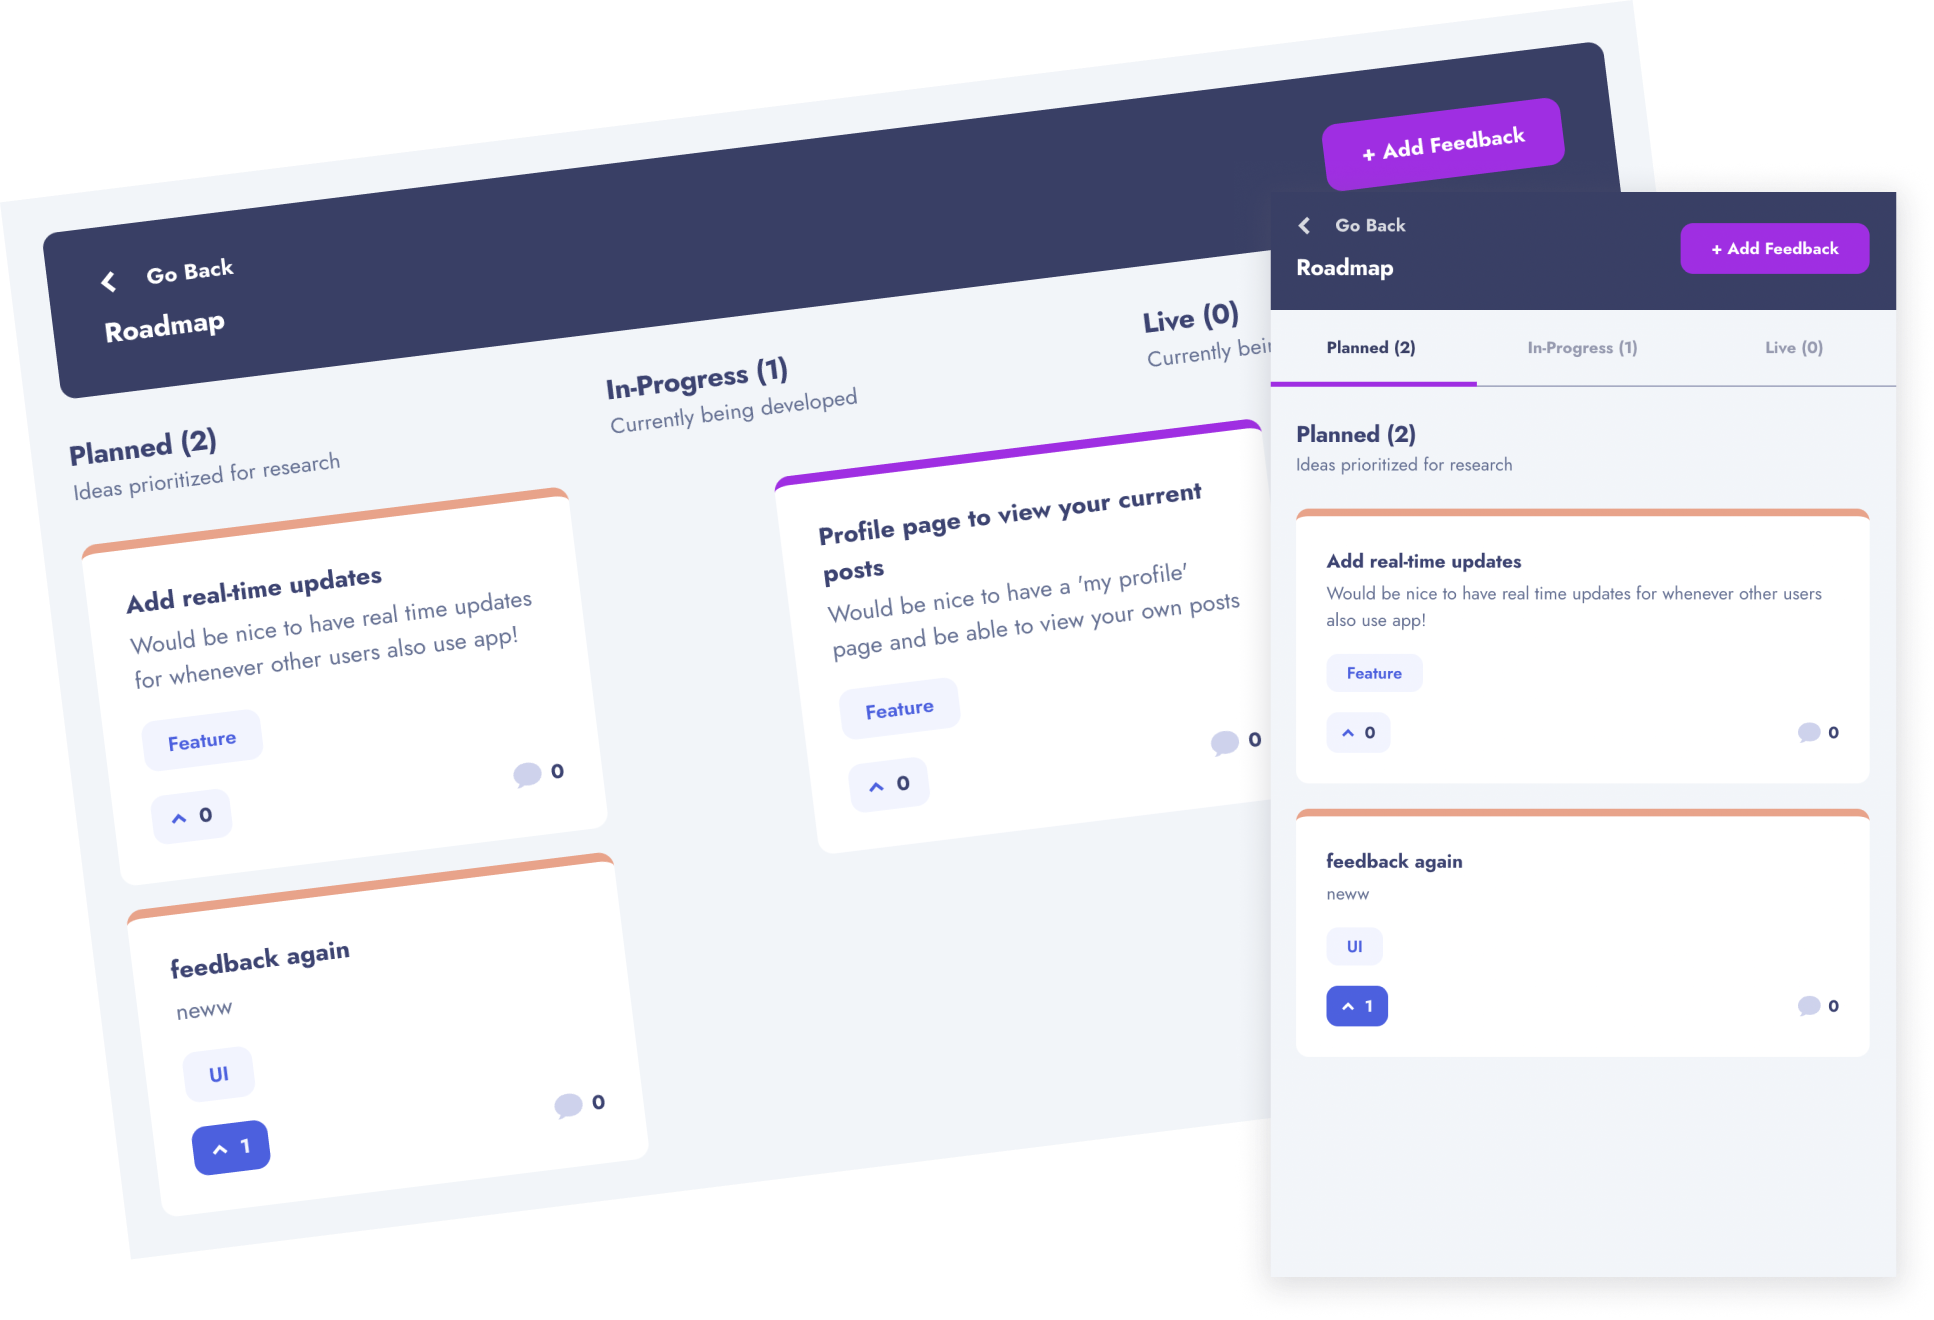 + Add Feedback
Go Back
Roadmap
Planned (2)
Ideas prioritized for research
In-Progress (1)
Currently being developed
Live (0)
Currently
Add real-time updates
Would be nice to have real time updates
for whenever other users also use app!
Feature
0
0
feedback again
neww
UI
1
0
Profile page to view your current
posts
Would be nice to have a 'my profile'
page and be able to view your own posts
Feature
0
0
Go Back
Roadmap
+ Add Feedback
Planned (2)
In-Progress (1)
Live (0)
Planned (2)
Ideas prioritized for research
Add real-time updates
Would be nice to have real time updates for whenever other users
also use app!
Feature
0
0
feedback again
neww
UI
1
0